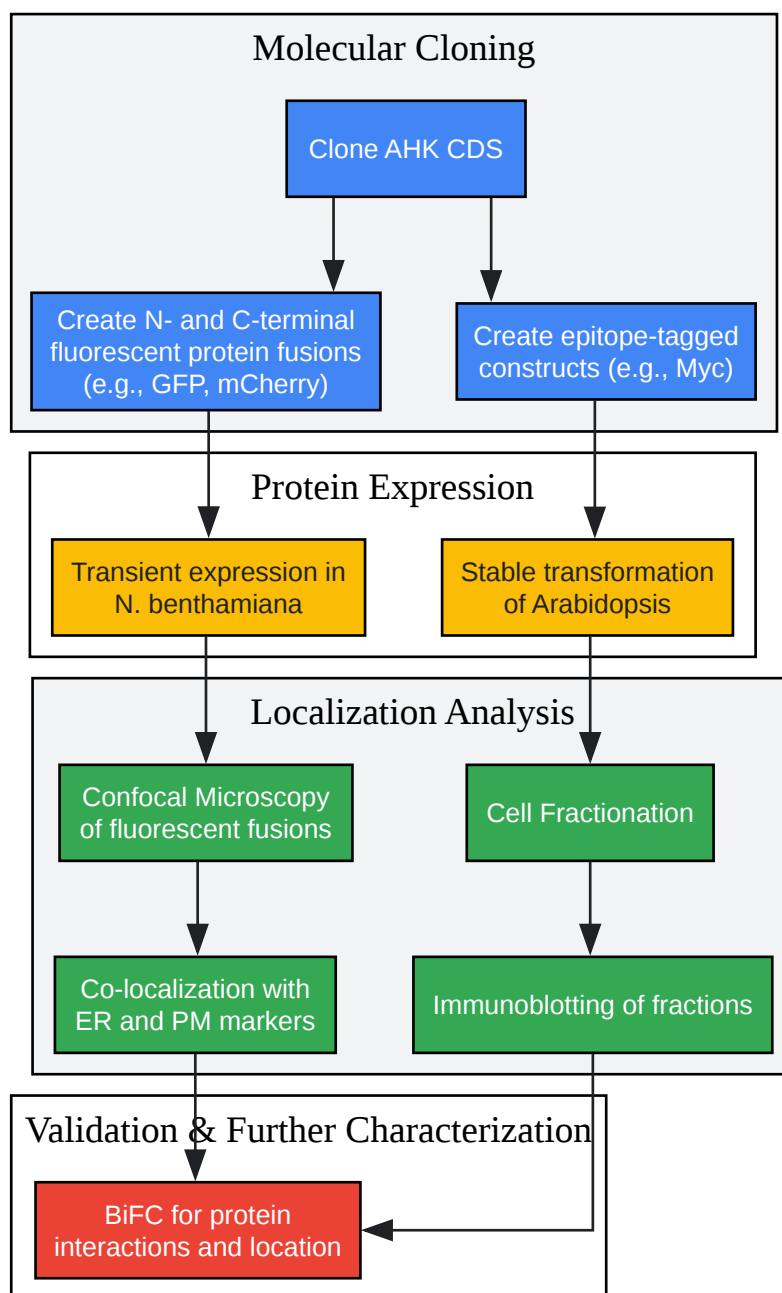 Molecular Cloning
Clone AHK CDS
Create N- and C-terminal
fluorescent protein fusions
(e.g., GFP, mCherry)
Create epitope-tagged
constructs (e.g., Myc)
Protein Expression
Transient expression in
N. benthamiana
Stable transformation
of Arabidopsis
Localization Analysis
Confocal Microscopy
of fluorescent fusions
Cell Fractionation
Co-localization with
ER and PM markers
Immunoblotting of fractions
Validation & Further Characterization
BiFC for protein
interactions and location